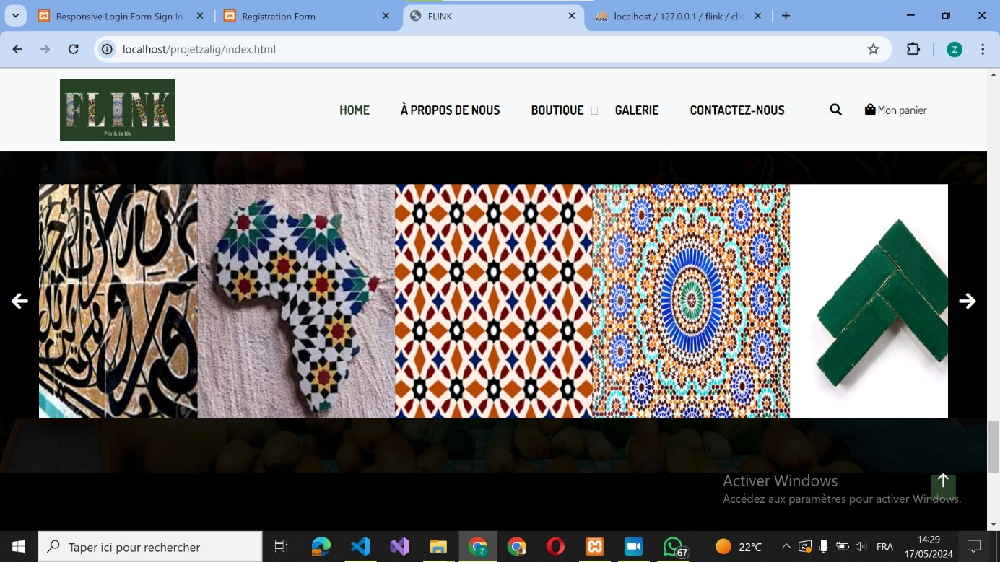 Responsive Login Form Sign In
Registration Form
FLINK
localhost / 127.0.0.1 / flink / clie
PMA
localhost/projetzalig/index.html
Z
FLINK
Flink is lik
HOME
À PROPOS DE NOUS
BOUTIQUE
GALERIE
CONTACTEZ-NOUS
Mon panier
Activer Windows
Accédez aux paramètres pour activer Windows.
Taper ici pour rechercher
Z
67
22°C
FRA
14:29
17/05/2024